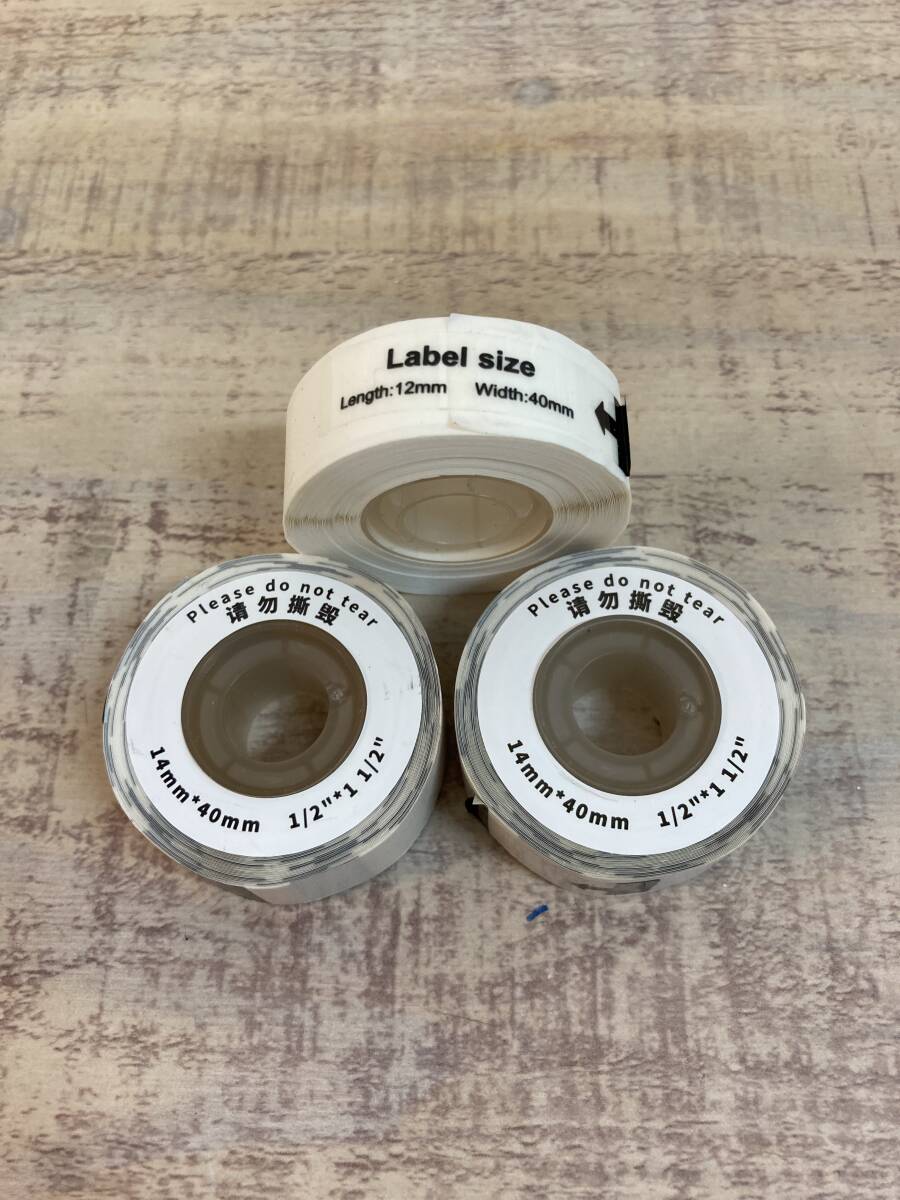 Label size
Length:12mm Width:40mm
Please do not tear
请勿撕毁
14mm*40mm 1/2"*1 1/2"
Please do not tear
请勿撕毁
14mm*40mm 1/2"*1 1/2"